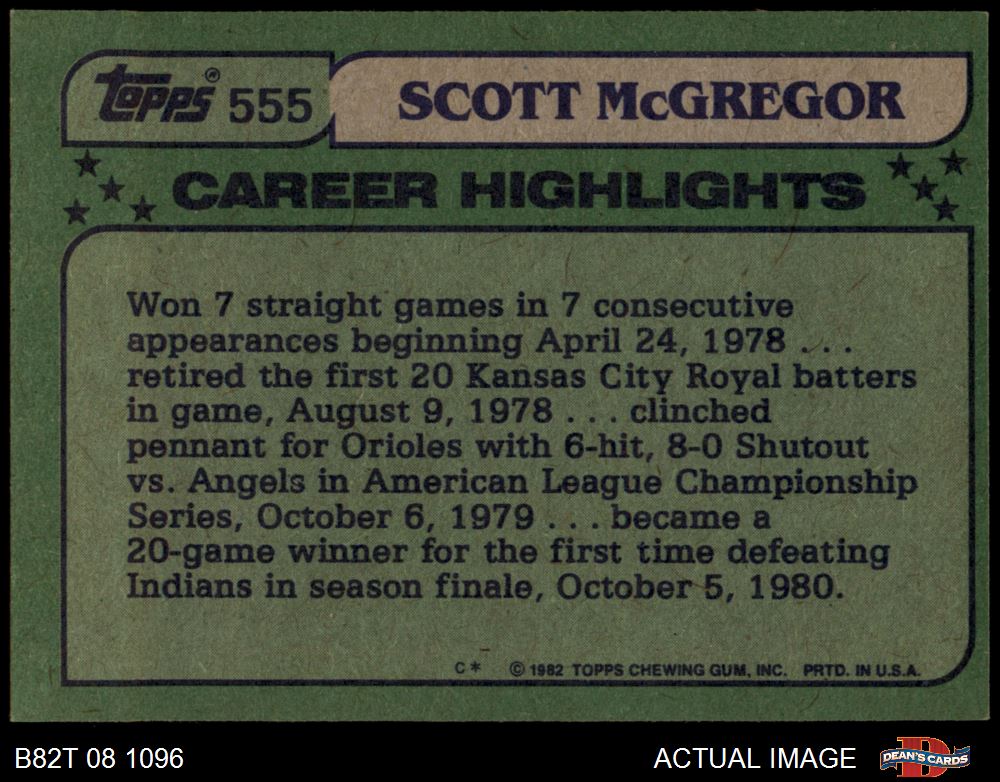 topps® 555 SCOTT McGREGOR
CAREER HIGHLIGHTS
Won 7 straight games in 7 consecutive
appearances beginning April 24, 1978 . . .
retired the first 20 Kansas City Royal batters
in game, August 9, 1978 . . . clinched
pennant for Orioles with 6-hit, 8-0 Shutout
vs. Angels in American League Championship
Series, October 6, 1979 . . . became a
20-game winner for the first time defeating
Indians in season finale, October 5, 1980.
C* © 1982 TOPPS CHEWING GUM, INC. PRTD. IN U.S.A.
B82T 08 1096 ACTUAL IMAGE DEAN'S CARDS